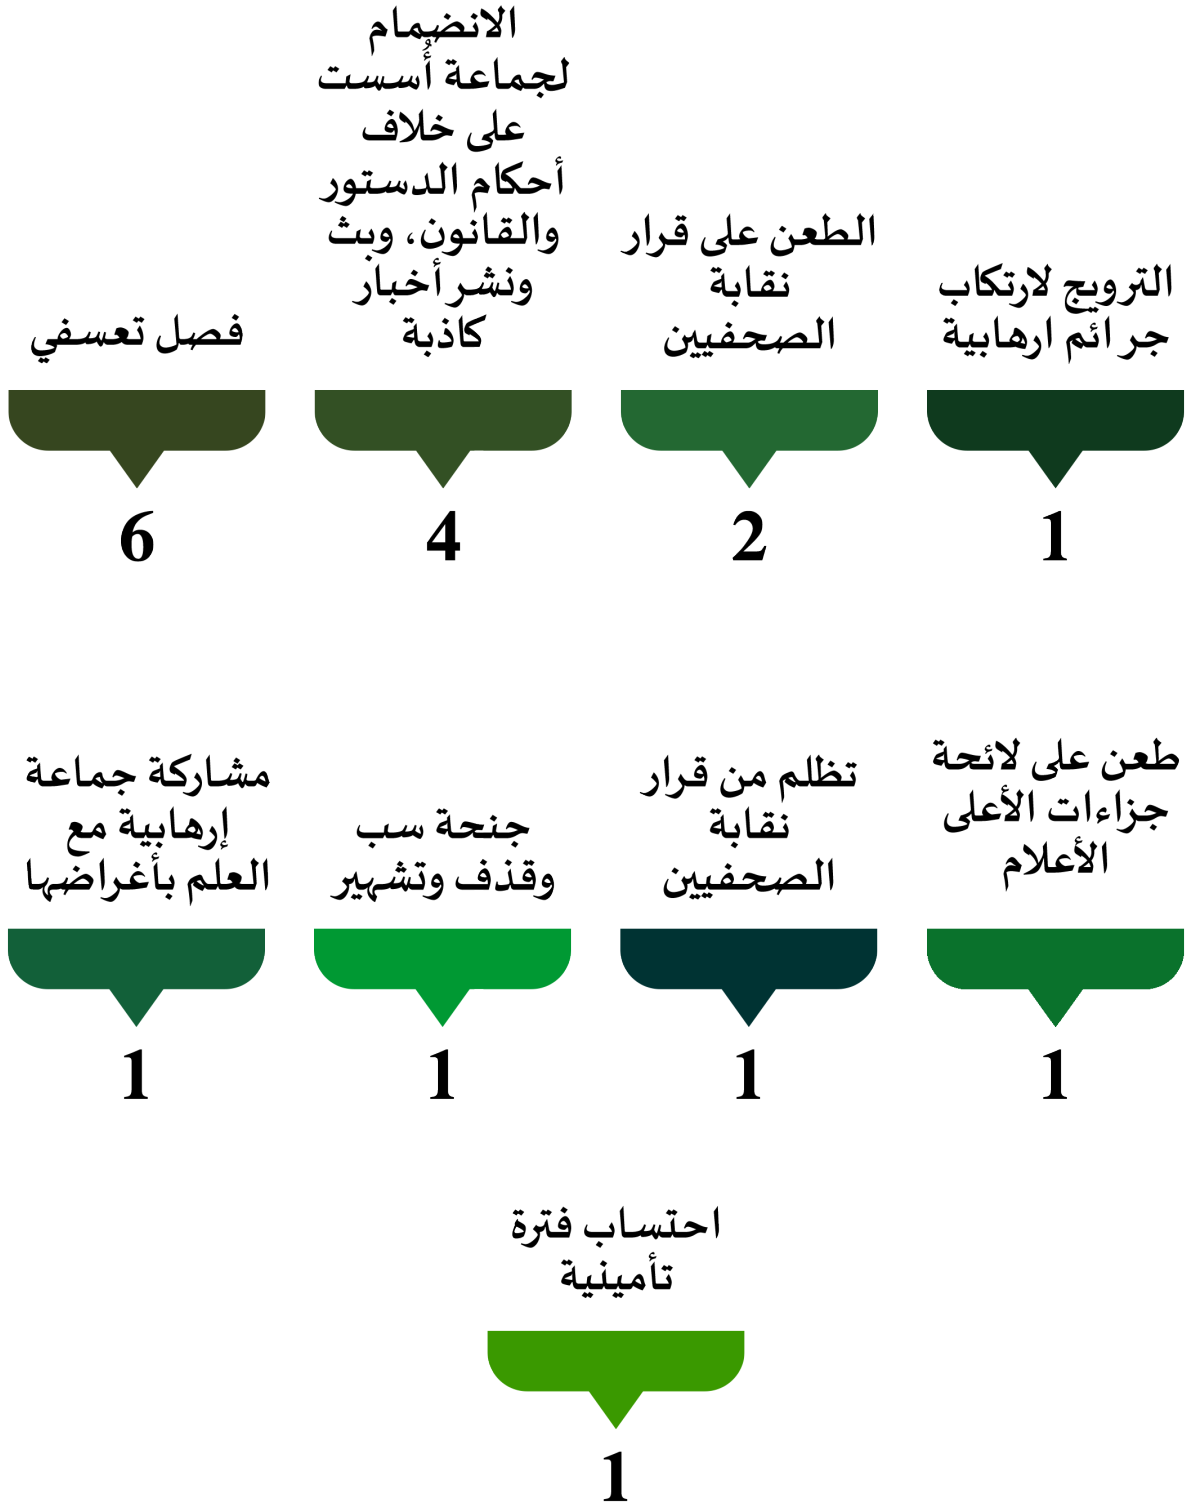 الترويج لارتكاب
جرائم ارهابية
1
الطعن على قرار
نقابة
الصحفيين
2
الانضمام
لجماعة أُسست
على خلاف
أحكام الدستور
والقانون، وبث
ونشر أخبار
كاذبة
4
فصل تعسفي
6
طعن على لائحة
جزاءات الأعلى
الأعلام
1
تظلم من قرار
نقابة
الصحفيين
1
جنحة سب
وقذف وتشهير
1
مشاركة جماعة
إرهابية مع
العلم بأغراضها
1
احتساب فترة
تأمينية
1